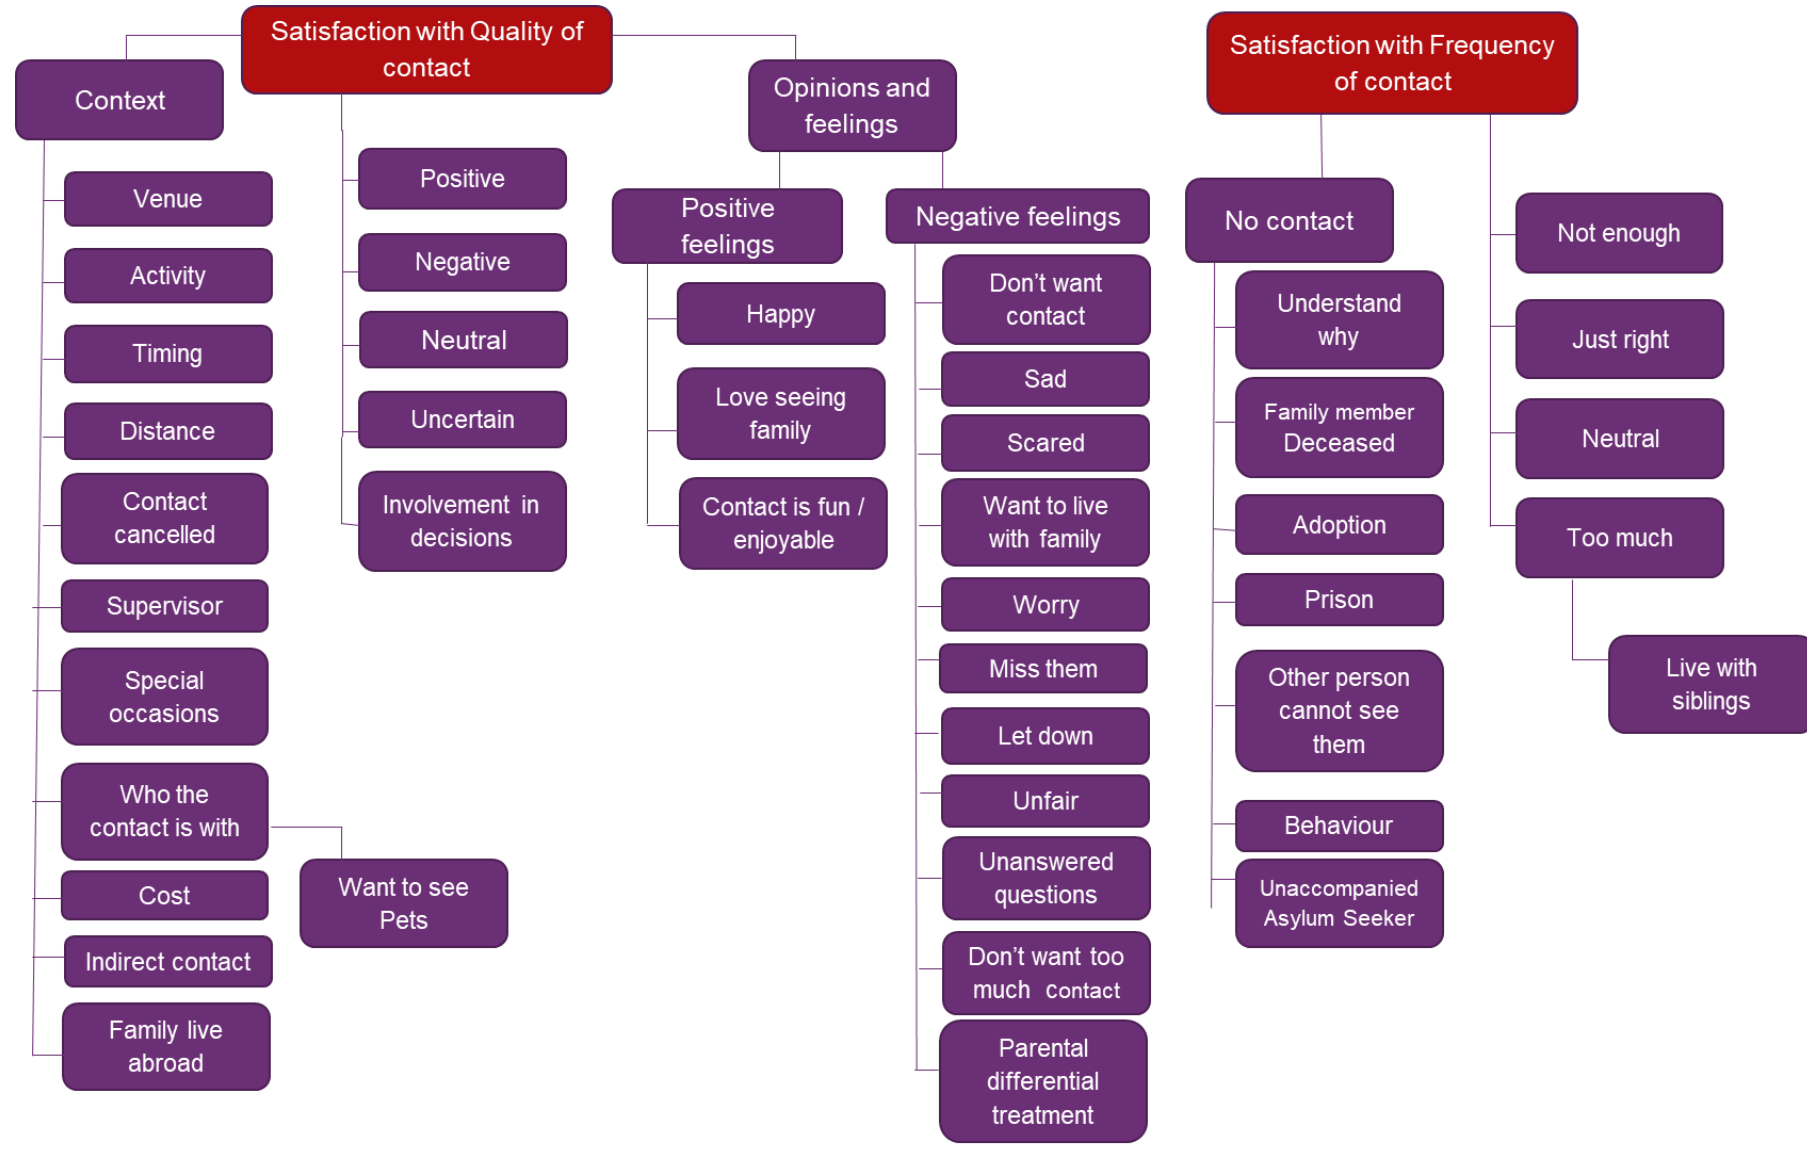 Satisfaction with Quality of
contact
Context
Venue
Activity
Timing
Distance
Contact
cancelled
Supervisor
Special
occasions
Who the
contact is with
Want to see
Pets
Cost
Indirect contact
Family live
abroad
Positive
Negative
Neutral
Uncertain
Involvement in
decisions
Opinions and
feelings
Positive
feelings
Happy
Love seeing
family
Contact is fun /
enjoyable
Negative feelings
Don’t want
contact
Sad
Scared
Want to live
with family
Worry
Miss them
Let down
Unfair
Unanswered
questions
Don’t want too
much contact
Parental
differential
treatment
Satisfaction with Frequency
of contact
No contact
Understand
why
Family member
Deceased
Adoption
Prison
Other person
cannot see
them
Behaviour
Unaccompanied
Asylum Seeker
Not enough
Just right
Neutral
Too much
Live with
siblings